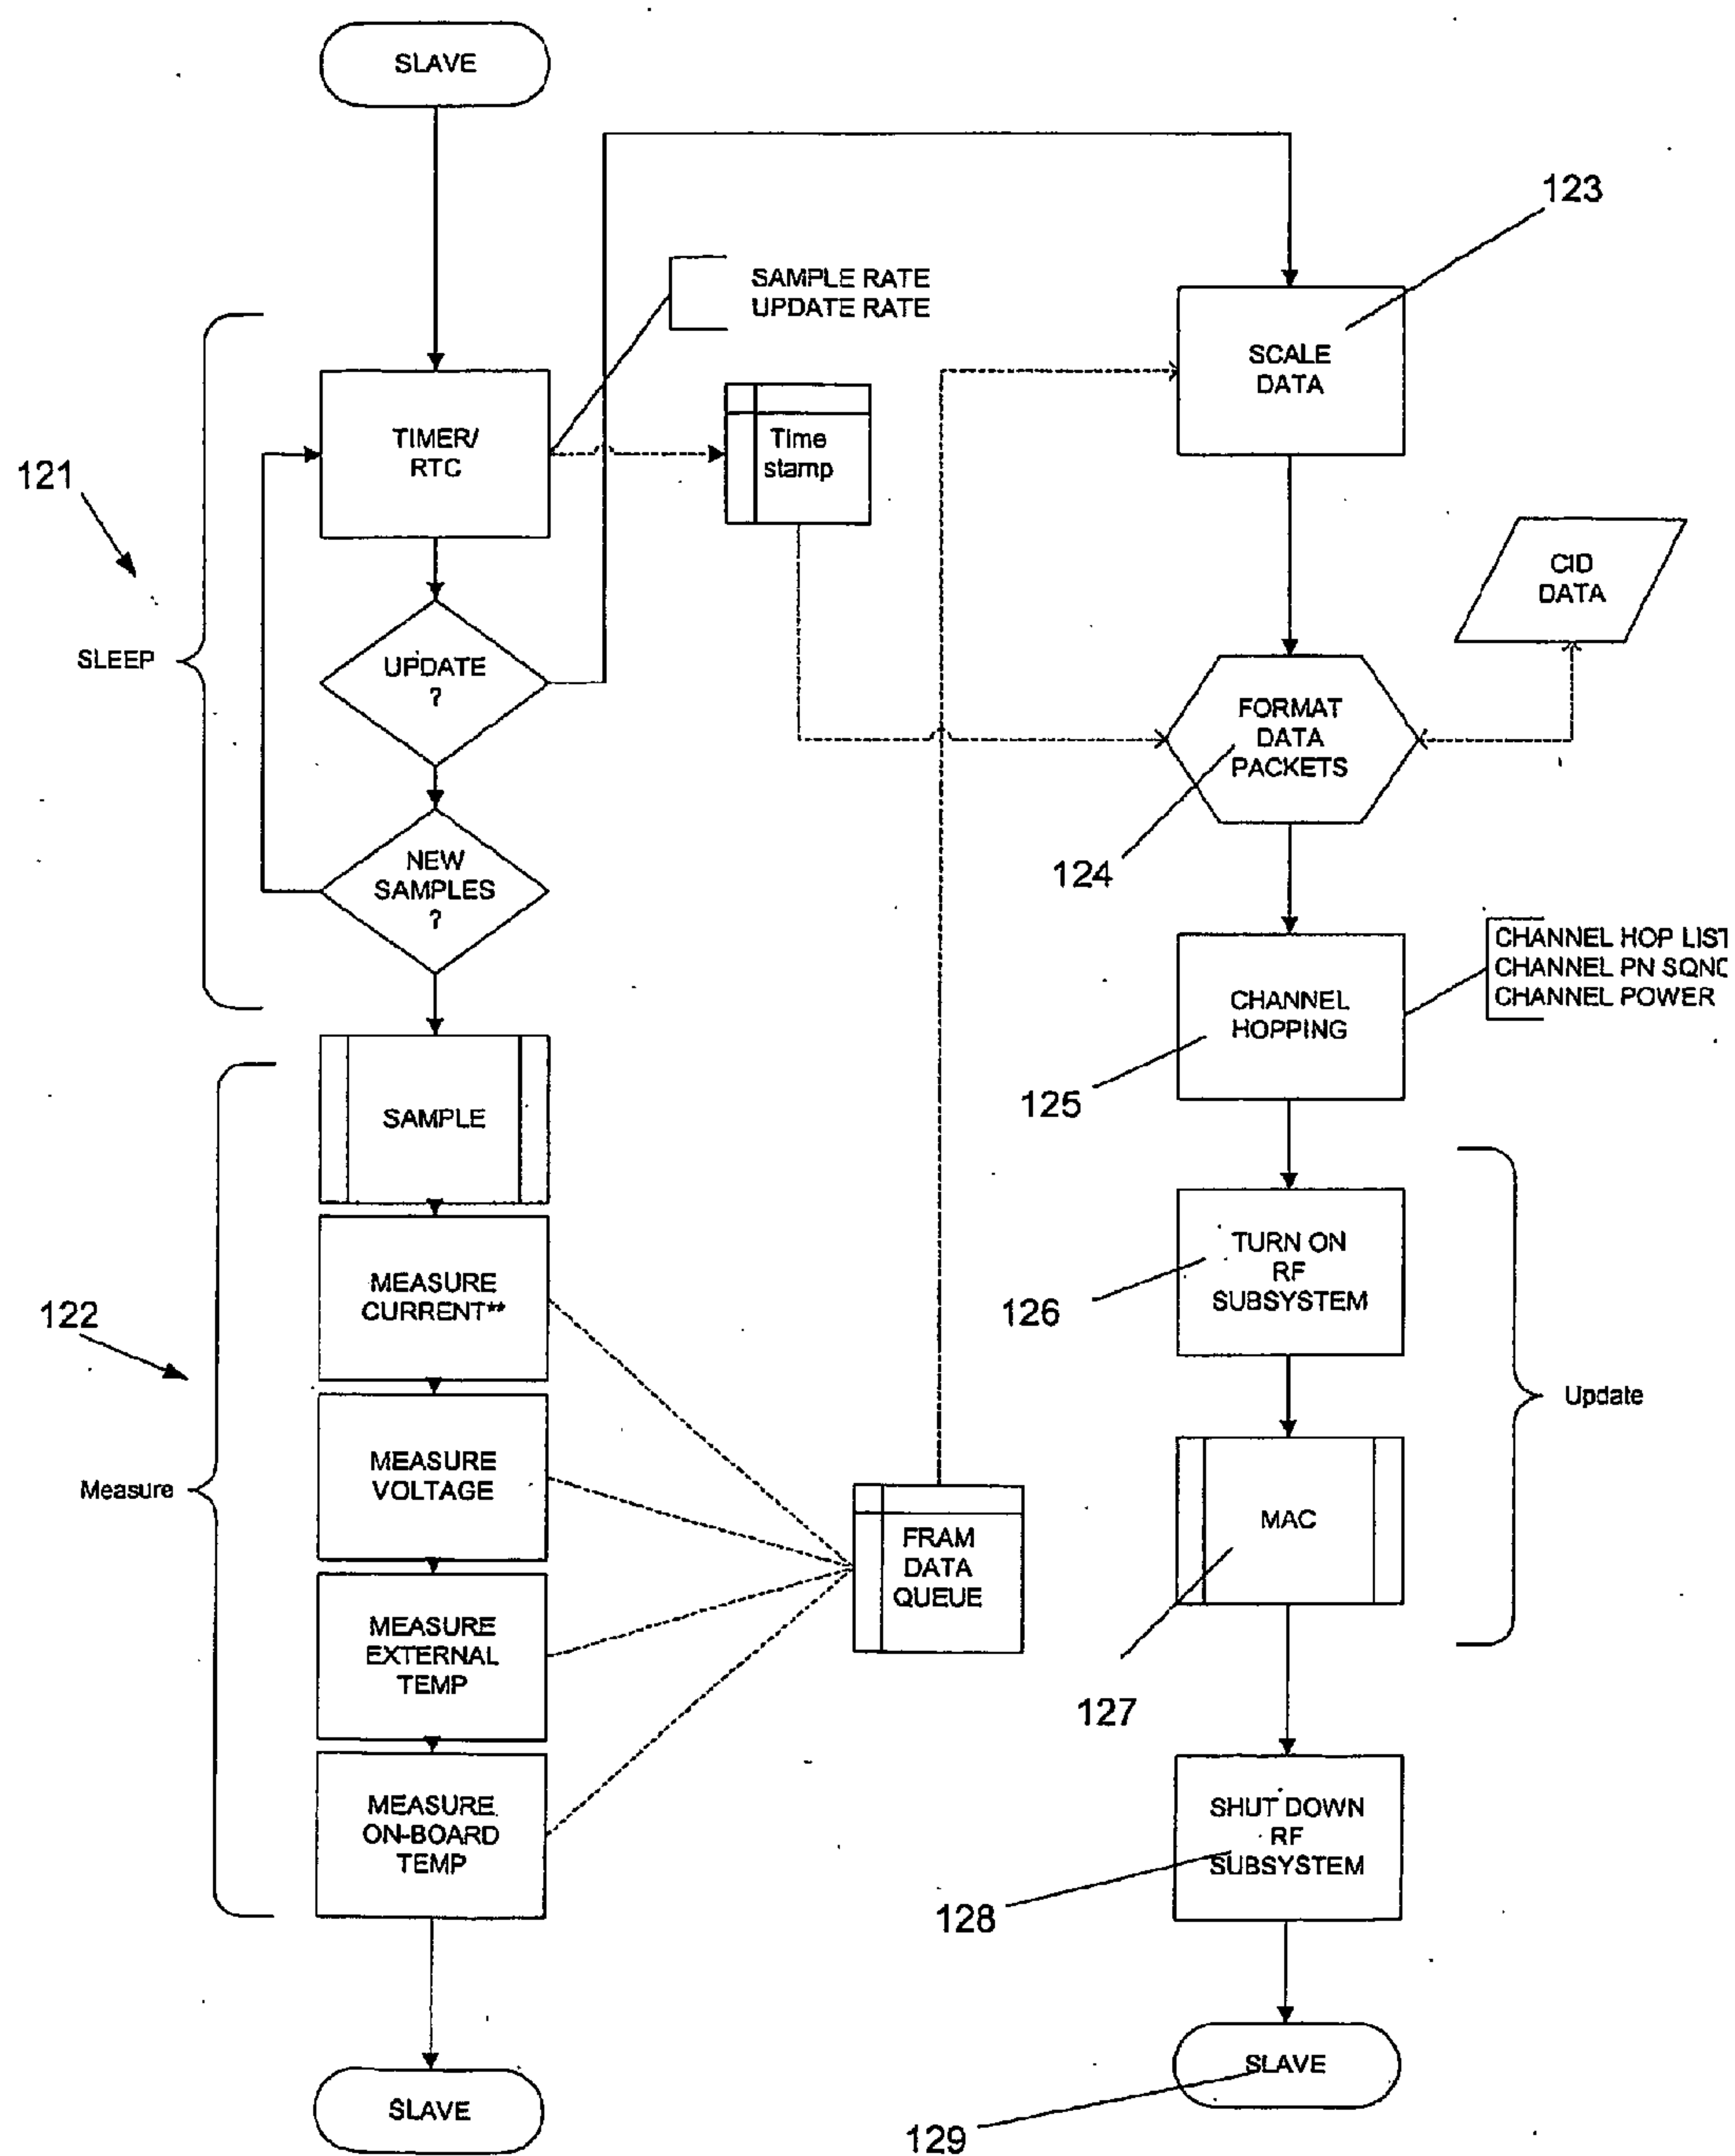 SLAVE
123
SAMPLE RATE
UPDATE RATE
SCALE
DATA
TIMER/
RTC
Time
stamp
121
CID
DATA
SLEEP
UPDATE
?
FORMAT
DATA
PACKETS
124
NEW
SAMPLES
?
CHANNEL HOP LIST
CHANNEL PN SQNC
CHANNEL POWER
CHANNEL
HOPPING
125
SAMPLE
TURN ON
RF
SUBSYSTEM
126
MEASURE
CURRENT**
122
Update
Measure
MEASURE
VOLTAGE
MAC
FRAM
DATA
QUEUE
MEASURE
EXTERNAL
TEMP
127
MEASURE
ON-BOARD
TEMP
SHUT DOWN
RF
SUBSYSTEM
128
SLAVE
SLAVE
129